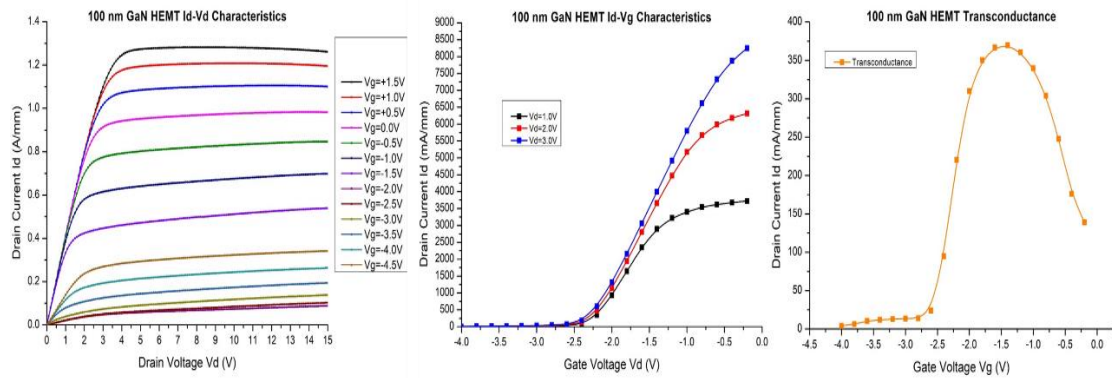 100 nm GaN HEMT Id-Vd Characteristics
Drain Current Id (A/mm)
1.4
1.2
1.0
0.8
0.6
0.4
0.2
0.0
0 1 2 3 4 5 6 7 8 9 10 11 12 13 14 15
Drain Voltage Vd (V)
Vg=+1.5V
Vg=+1.0V
Vg=+0.5V
Vg=0.0V
Vg=-0.5V
Vg=-1.0V
Vg=-1.5V
Vg=-2.0V
Vg=-2.5V
Vg=-3.0V
Vg=-3.5V
Vg=-4.0V
Vg=-4.5V
100 nm GaN HEMT Id-Vg Characteristics
Drain Current Id (mA/mm)
9000
8500
8000
7500
7000
6500
6000
5500
5000
4500
4000
3500
3000
2500
2000
1500
1000
500
0
-4.0 -3.5 -3.0 -2.5 -2.0 -1.5 -1.0 -0.5 0.0
Gate Voltage Vd (V)
Vd=1.0V
Vd=2.0V
Vd=3.0V
100 nm GaN HEMT Transconductance
Drain Current Id (mA/mm)
400
350
300
250
200
150
100
50
0
-4.5 -4.0 -3.5 -3.0 -2.5 -2.0 -1.5 -1.0 -0.5 0.0
Gate Voltage Vg (V)
Transconductance